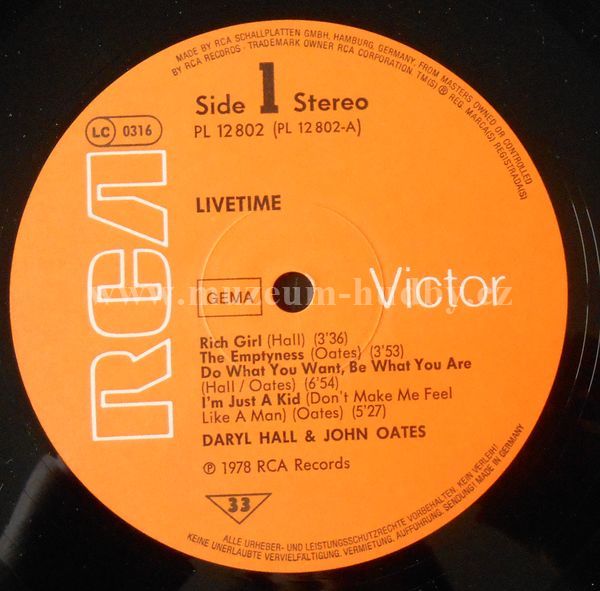 MADE BY RCA SCHALLPLATTEN GMBH, HAMBURG, GERMANY, FROM MASTERS OWNED OR CONTROLLED
BY RCA RECORDS · TRADEMARK OWNER RCA CORPORATION, TM(S) ® REG. MARCA(S) REGISTRADA(S)
Side 1 Stereo
PL 12802 (PL 12802-A)
LC 0316
LIVETIME
RCA
Victor
GEMA
www.muzeum-hudby.cz
Rich Girl (Hall) (3'36)
The Emptyness (Oates) (3'53)
Do What You Want, Be What You Are
(Hall / Oates) (6'54)
I'm Just A Kid (Don't Make Me Feel
Like A Man) (Oates) (5'27)
DARYL HALL & JOHN OATES
℗ 1978 RCA Records
33
ALLE URHEBER- UND LEISTUNGSSCHUTZRECHTE VORBEHALTEN. KEIN VERLEIH!
KEINE UNERLAUBTE VERVIELFÄLTIGUNG, VERMIETUNG, AUFFÜHRUNG, SENDUNG! MADE IN GERMANY